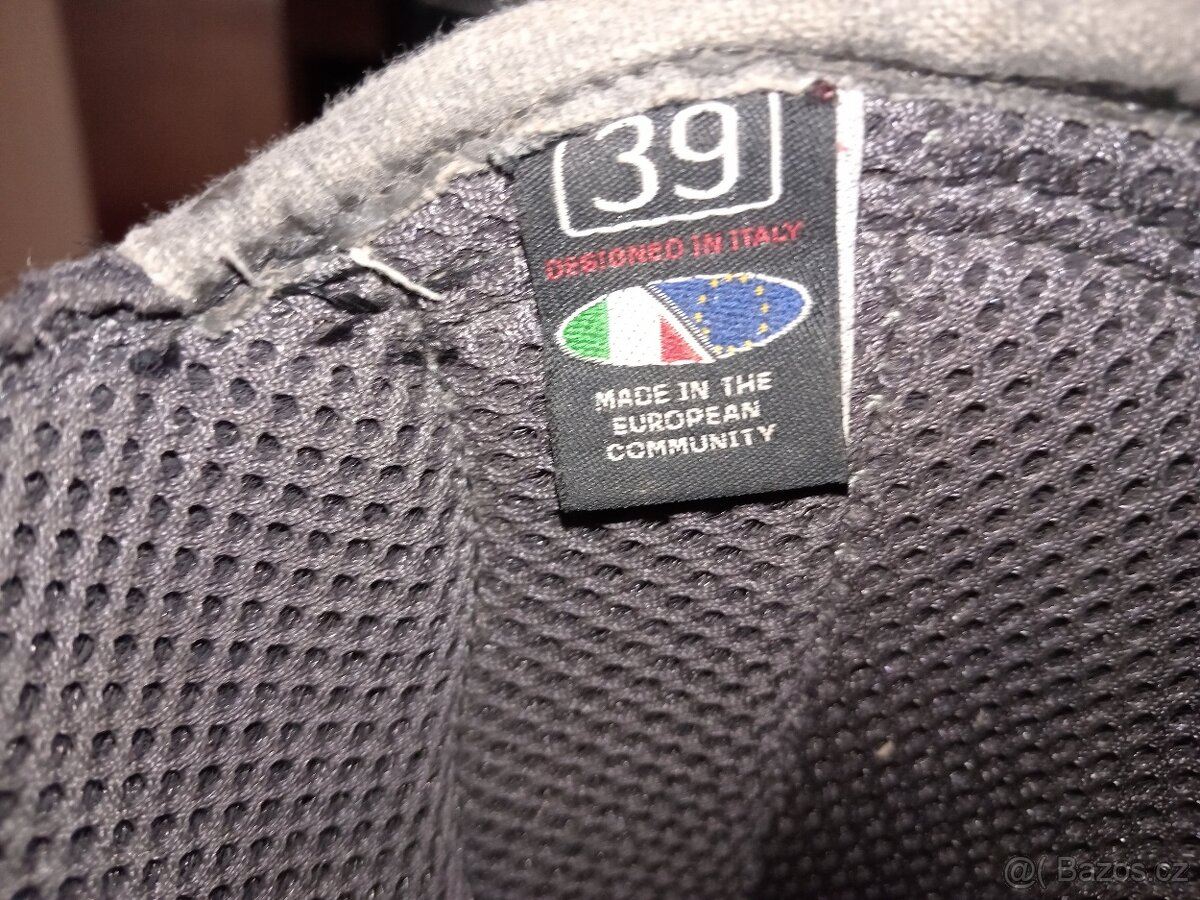 39
DESIGNED IN ITALY
MADE IN THE
EUROPEAN
COMMUNITY
@( Bazos.cz